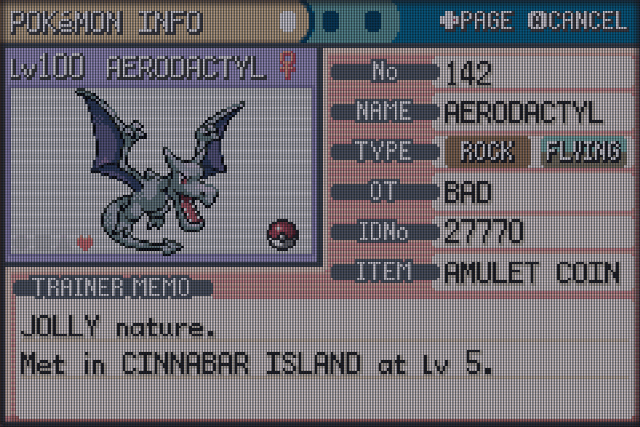 POKéMON INFO
PAGE CANCEL
Lv100 AERODACTYL ♀
No 142
NAME AERODACTYL
TYPE ROCK FLYING
OT BAD
IDNo 27770
ITEM AMULET COIN
TRAINER MEMO
JOLLY nature.
Met in CINNABAR ISLAND at Lv 5.